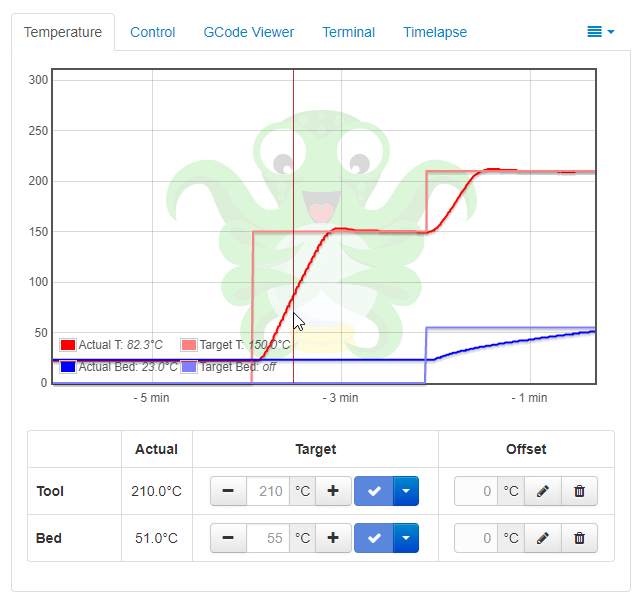 Temperature Control GCode Viewer Terminal Timelapse
300
250
200
150
100
50
0
Actual T: 82.3°C Target T: 150.0°C
Actual Bed: 23.0°C Target Bed: off
- 5 min - 3 min - 1 min
Actual Target Offset
Tool 210.0°C 210 °C 0 °C
Bed 51.0°C 55 °C 0 °C